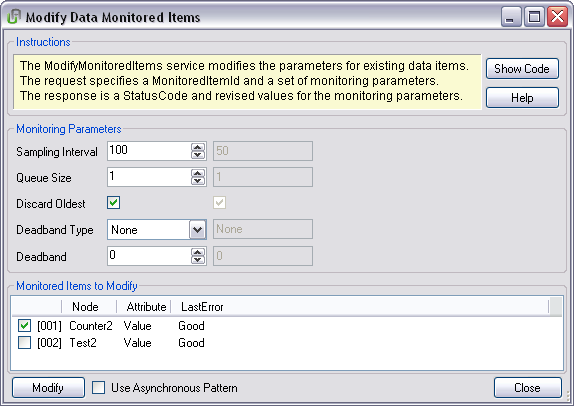 Modify Data Monitored Items
Instructions
The ModifyMonitoredItems service modifies the parameters for existing data items.
The request specifies a MonitoredItemId and a set of monitoring parameters.
The response is a StatusCode and revised values for the monitoring parameters.
Show Code
Help
Monitoring Parameters
Sampling Interval 100 50
Queue Size 1 1
Discard Oldest
Deadband Type None None
Deadband 0 0
Monitored Items to Modify
Node Attribute LastError
[001] Counter2 Value Good
[002] Test2 Value Good
Modify Use Asynchronous Pattern Close